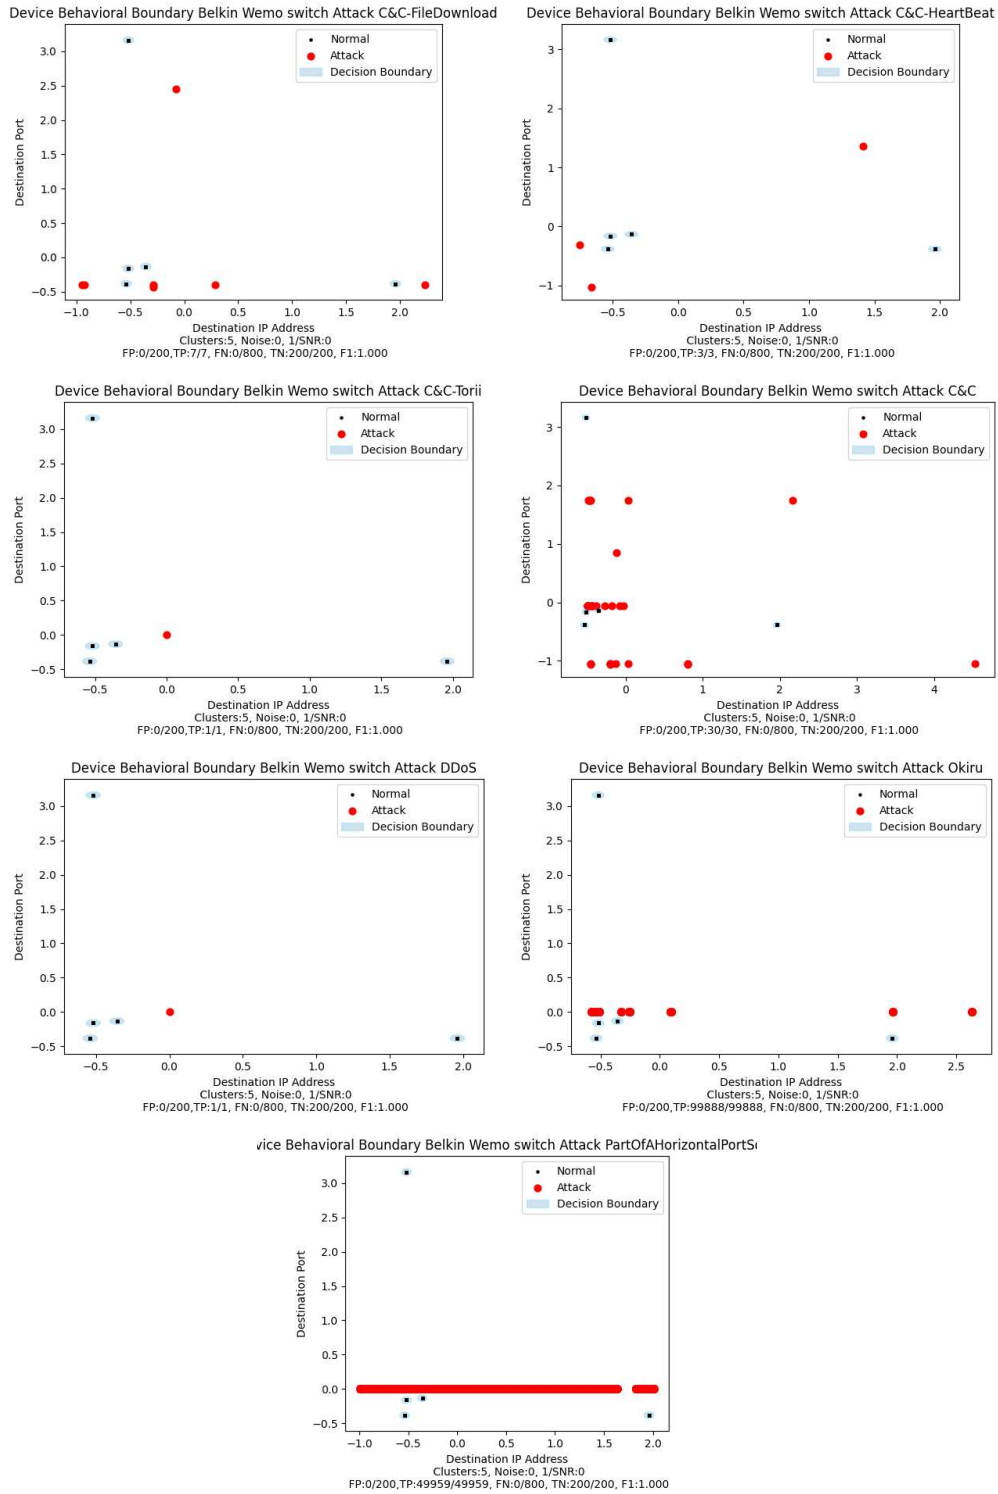 Device Behavioral Boundary Belkin Wemo switch Attack C&C-FileDownload
Normal
Attack
Decision Boundary
3.0
2.5
2.0
1.5
1.0
0.5
0.0
−0.5
Destination Port
−1.0 −0.5 0.0 0.5 1.0 1.5 2.0
Destination IP Address
Clusters:5, Noise:0, 1/SNR:0
FP:0/200,TP:7/7, FN:0/800, TN:200/200, F1:1.000
Device Behavioral Boundary Belkin Wemo switch Attack C&C-HeartBeat
Normal
Attack
Decision Boundary
3
2
1
0
−1
Destination Port
−0.5 0.0 0.5 1.0 1.5 2.0
Destination IP Address
Clusters:5, Noise:0, 1/SNR:0
FP:0/200,TP:3/3, FN:0/800, TN:200/200, F1:1.000
Device Behavioral Boundary Belkin Wemo switch Attack C&C-Torii
Normal
Attack
Decision Boundary
3.0
2.5
2.0
1.5
1.0
0.5
0.0
−0.5
Destination Port
−0.5 0.0 0.5 1.0 1.5 2.0
Destination IP Address
Clusters:5, Noise:0, 1/SNR:0
FP:0/200,TP:1/1, FN:0/800, TN:200/200, F1:1.000
Device Behavioral Boundary Belkin Wemo switch Attack C&C
Normal
Attack
Decision Boundary
3
2
1
0
−1
Destination Port
0 1 2 3 4
Destination IP Address
Clusters:5, Noise:0, 1/SNR:0
FP:0/200,TP:30/30, FN:0/800, TN:200/200, F1:1.000
Device Behavioral Boundary Belkin Wemo switch Attack DDoS
Normal
Attack
Decision Boundary
3.0
2.5
2.0
1.5
1.0
0.5
0.0
−0.5
Destination Port
−0.5 0.0 0.5 1.0 1.5 2.0
Destination IP Address
Clusters:5, Noise:0, 1/SNR:0
FP:0/200,TP:1/1, FN:0/800, TN:200/200, F1:1.000
Device Behavioral Boundary Belkin Wemo switch Attack Okiru
Normal
Attack
Decision Boundary
3.0
2.5
2.0
1.5
1.0
0.5
0.0
−0.5
Destination Port
−0.5 0.0 0.5 1.0 1.5 2.0 2.5
Destination IP Address
Clusters:5, Noise:0, 1/SNR:0
FP:0/200,TP:99888/99888, FN:0/800, TN:200/200, F1:1.000
vice Behavioral Boundary Belkin Wemo switch Attack PartOfAHorizontalPortSc
Normal
Attack
Decision Boundary
3.0
2.5
2.0
1.5
1.0
0.5
0.0
−0.5
Destination Port
−1.0 −0.5 0.0 0.5 1.0 1.5 2.0
Destination IP Address
Clusters:5, Noise:0, 1/SNR:0
FP:0/200,TP:49959/49959, FN:0/800, TN:200/200, F1:1.000